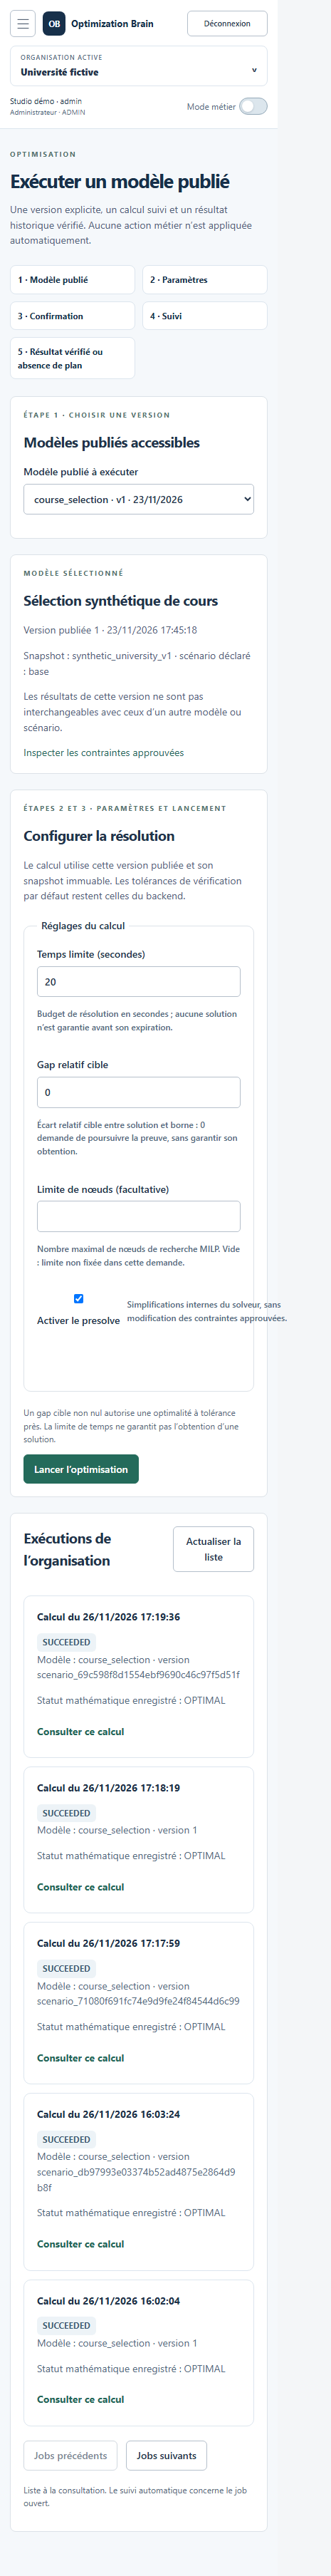 OB Optimization Brain Déconnexion
ORGANISATION ACTIVE
Université fictive
Studio démo · admin
Administrateur · ADMIN
Mode métier
OPTIMISATION
Exécuter un modèle publié
Une version explicite, un calcul suivi et un résultat
historique vérifié. Aucune action métier n'est appliquée
automatiquement.
1 · Modèle publié
2 · Paramètres
3 · Confirmation
4 · Suivi
5 · Résultat vérifié ou
absence de plan
ÉTAPE 1 · CHOISIR UNE VERSION
Modèles publiés accessibles
Modèle publié à exécuter
course_selection · v1 · 23/11/2026
MODÈLE SÉLECTIONNÉ
Sélection synthétique de cours
Version publiée 1 · 23/11/2026 17:45:18
Snapshot : synthetic_university_v1 · scénario déclaré
: base
Les résultats de cette version ne sont pas
interchangeables avec ceux d'un autre modèle ou
scénario.
Inspecter les contraintes approuvées
ÉTAPES 2 ET 3 · PARAMÈTRES ET LANCEMENT
Configurer la résolution
Le calcul utilise cette version publiée et son
snapshot immuable. Les tolérances de vérification
par défaut restent celles du backend.
Réglages du calcul
Temps limite (secondes)
20
Budget de résolution en secondes ; aucune solution
n'est garantie avant son expiration.
Gap relatif cible
0
Écart relatif cible entre solution et borne : 0
demande de poursuivre la preuve, sans garantir son
obtention.
Limite de nœuds (facultative)
Nombre maximal de nœuds de recherche MILP. Vide
: limite non fixée dans cette demande.
Activer le presolve
Simplifications internes du solveur, sans
modification des contraintes approuvées.
Un gap cible non nul autorise une optimalité à tolérance
près. La limite de temps ne garantit pas l'obtention d'une
solution.
Lancer l'optimisation
Exécutions de
l'organisation
Actualiser la
liste
Calcul du 26/11/2026 17:19:36
SUCCEEDED
Modèle : course_selection · version
scenario_69c598f8d1554ebf9690c46c97f5d51f
Statut mathématique enregistré : OPTIMAL
Consulter ce calcul
Calcul du 26/11/2026 17:18:19
SUCCEEDED
Modèle : course_selection · version 1
Statut mathématique enregistré : OPTIMAL
Consulter ce calcul
Calcul du 26/11/2026 17:17:59
SUCCEEDED
Modèle : course_selection · version
scenario_71080f691fc74e9d9fe24f84544d6c99
Statut mathématique enregistré : OPTIMAL
Consulter ce calcul
Calcul du 26/11/2026 16:03:24
SUCCEEDED
Modèle : course_selection · version
scenario_db97993e03374b52ad4875e2864d9
b8f
Statut mathématique enregistré : OPTIMAL
Consulter ce calcul
Calcul du 26/11/2026 16:02:04
SUCCEEDED
Modèle : course_selection · version 1
Statut mathématique enregistré : OPTIMAL
Consulter ce calcul
Jobs précédents
Jobs suivants
Liste à la consultation. Le suivi automatique concerne le job
ouvert.